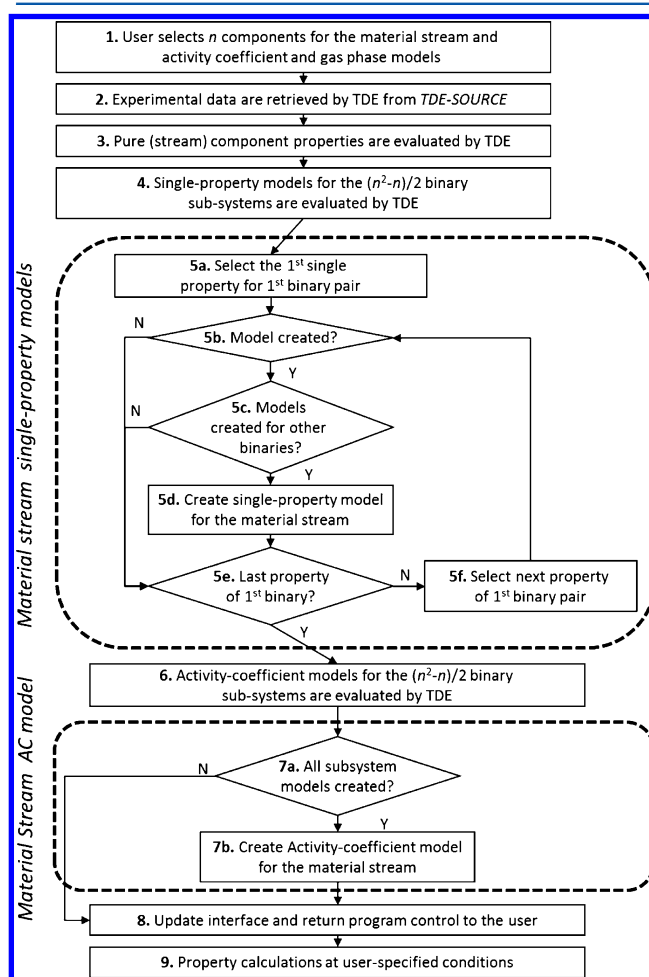 1. User selects n components for the material stream and
activity coefficient and gas phase models
2. Experimental data are retrieved by TDE from TDE-SOURCE
3. Pure (stream) component properties are evaluated by TDE
4. Single-property models for the (n²-n)/2 binary
sub-systems are evaluated by TDE
Material stream single-property models
5a. Select the 1st single
property for 1st binary pair
N
5b. Model created?
Y
N
5c. Models
created for other
binaries?
Y
5d. Create single-property model
for the material stream
5e. Last property
of 1st binary?
N
5f. Select next property
of 1st binary pair
Y
6. Activity-coefficient models for the (n²-n)/2 binary
sub-systems are evaluated by TDE
Material Stream AC model
N
7a. All subsystem
models created?
Y
7b. Create Activity-coefficient model
for the material stream
8. Update interface and return program control to the user
9. Property calculations at user-specified conditions